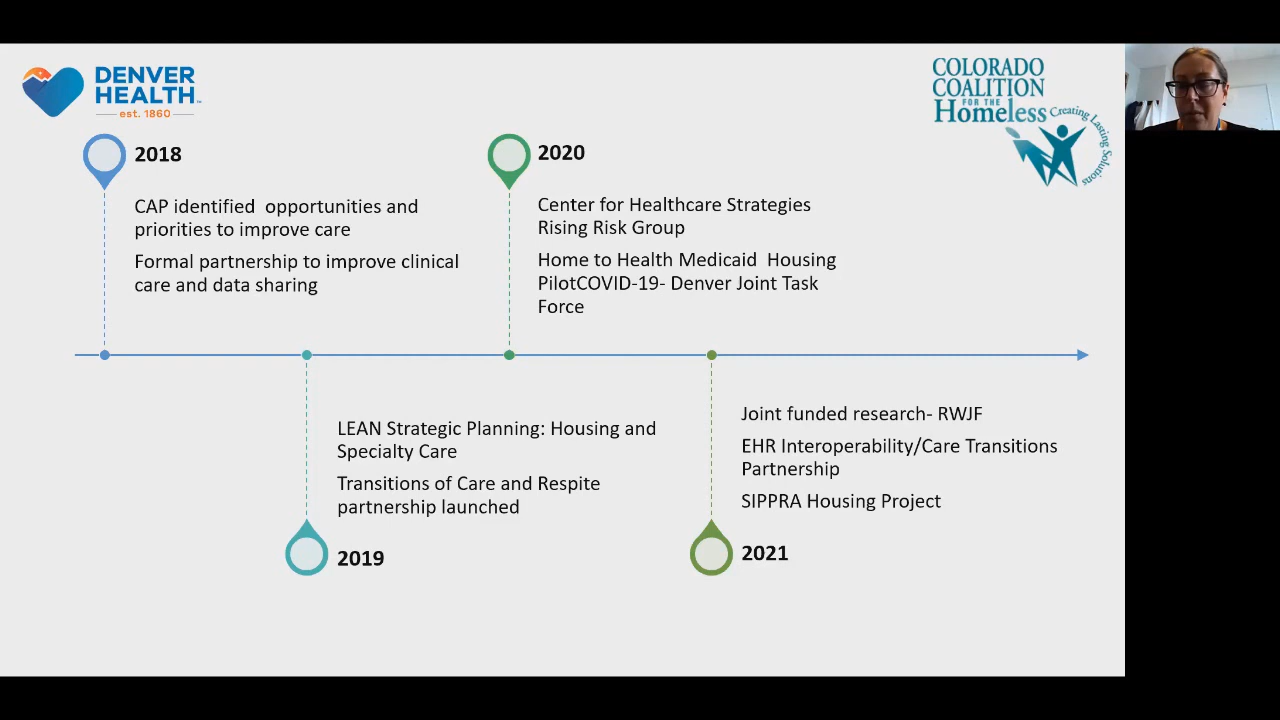 DENVER
HEALTH™
est. 1860
COLORADO
COALITION
FOR THE
Homeless
Creating Lasting Solutions
2018
CAP identified  opportunities and
priorities to improve care
Formal partnership to improve clinical
care and data sharing
2020
Center for Healthcare Strategies
Rising Risk Group
Home to Health Medicaid  Housing
PilotCOVID-19- Denver Joint Task
Force
LEAN Strategic Planning: Housing and
Specialty Care
Transitions of Care and Respite
partnership launched
2019
Joint funded research- RWJF
EHR Interoperability/Care Transitions
Partnership
SIPPRA Housing Project
2021